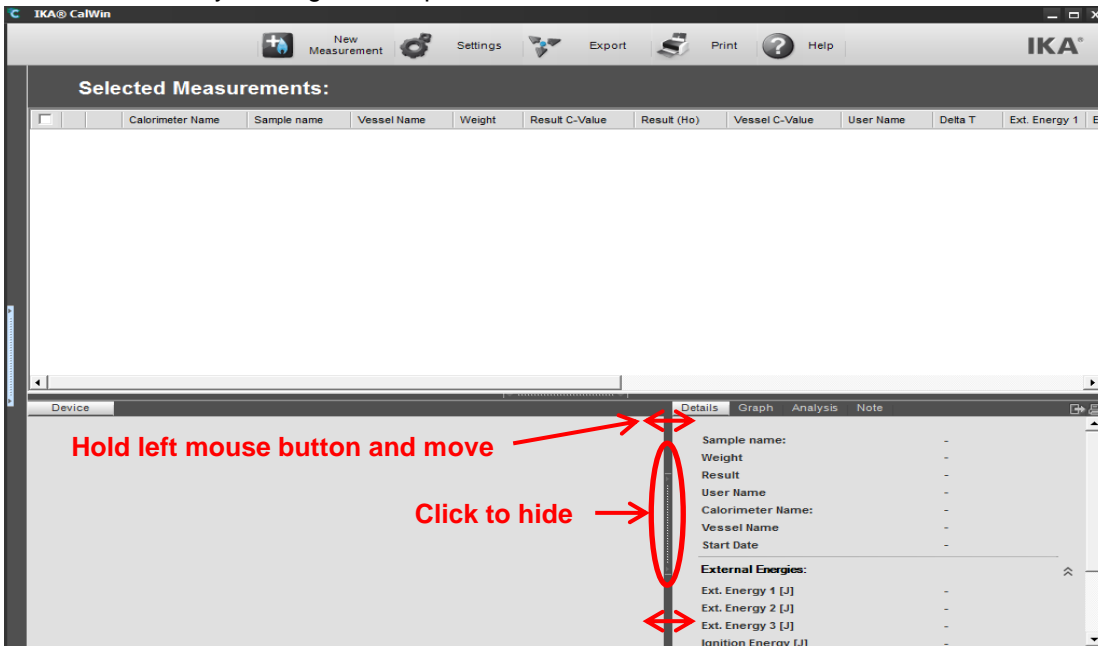 IKA® CalWin
New Measurement Settings Export Print Help IKA®
Selected Measurements:
Calorimeter Name Sample name Vessel Name Weight Result C-Value Result (Ho) Vessel C-Value User Name Delta T Ext. Energy 1 E
Device
Details Graph Analysis Note
Hold left mouse button and move
Click to hide
Sample name: -
Weight -
Result -
User Name -
Calorimeter Name: -
Vessel Name -
Start Date -
External Energies:
Ext. Energy 1 [J] -
Ext. Energy 2 [J] -
Ext. Energy 3 [J] -
Ignition Energy [J] -